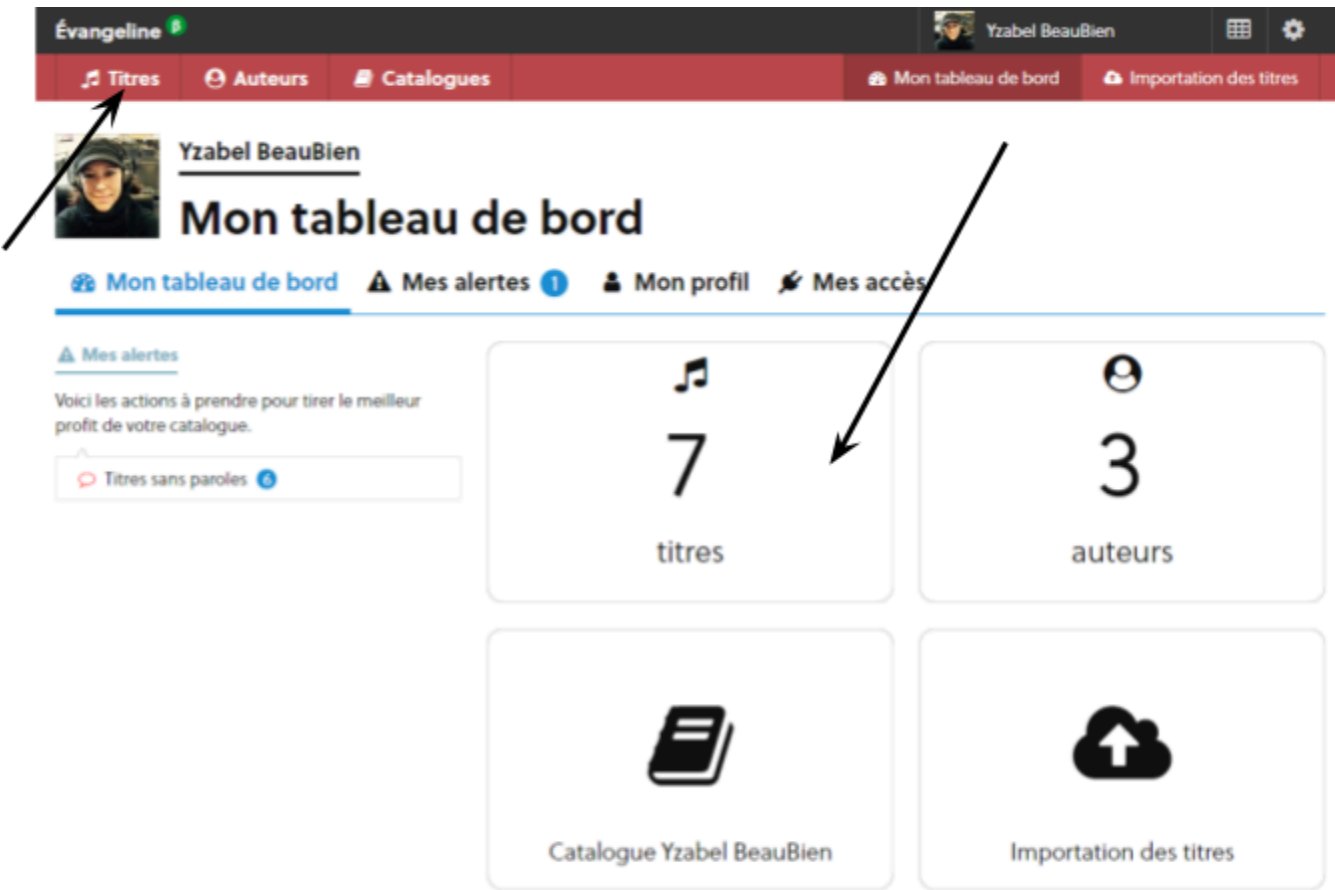 Évangeline β
Yzabel BeauBien
Titres
Auteurs
Catalogues
Mon tableau de bord
Importation des titres
Yzabel BeauBien
Mon tableau de bord
Mon tableau de bord
Mes alertes 1
Mon profil
Mes accès
Mes alertes
Voici les actions à prendre pour tirer le meilleur
profit de votre catalogue.
Titres sans paroles 6
7
titres
3
auteurs
Catalogue Yzabel BeauBien
Importation des titres